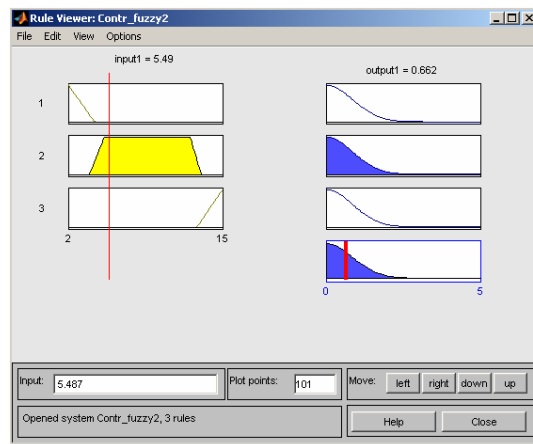 Rule Viewer: Contr_fuzzy2
File Edit View Options
input1 = 5.49
output1 = 0.662
1
2
3
2 15
0 5
Input: 5.487 Plot points: 101 Move: left right down up
Opened system Contr_fuzzy2, 3 rules
Help Close